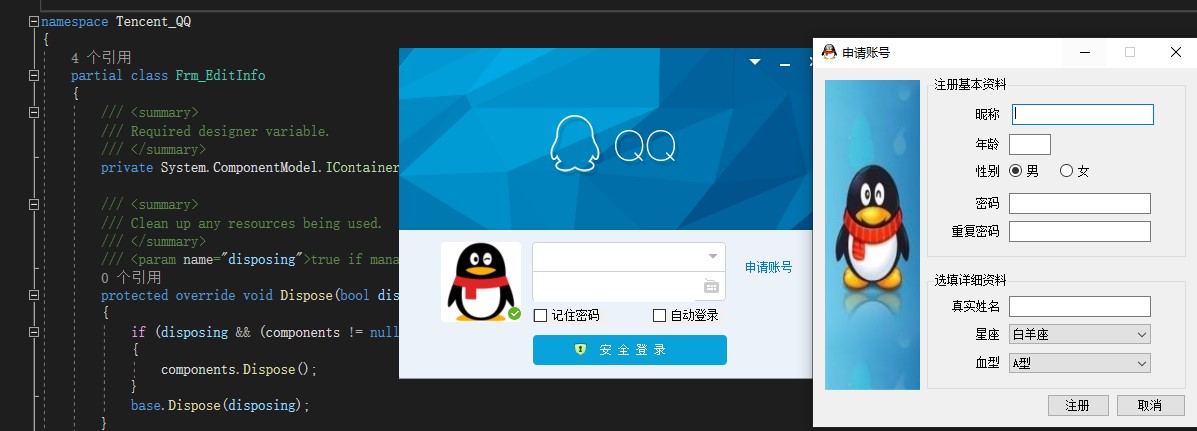 namespace Tencent_QQ
{
4 个引用
partial class Frm_EditInfo
{
/// <summary>
/// Required designer variable.
/// </summary>
private System.ComponentModel.IContainer
/// <summary>
/// Clean up any resources being used.
/// </summary>
/// <param name="disposing">true if mana
0 个引用
protected override void Dispose(bool dis
{
if (disposing && (components != null
{
components.Dispose();
}
base.Dispose(disposing);
}
QQ
申请账号
记住密码
自动登录
安全登录
申请账号
注册基本资料
昵称
年龄
性别 男 女
密码
重复密码
选填详细资料
真实姓名
星座 白羊座
血型 A型
注册 取消